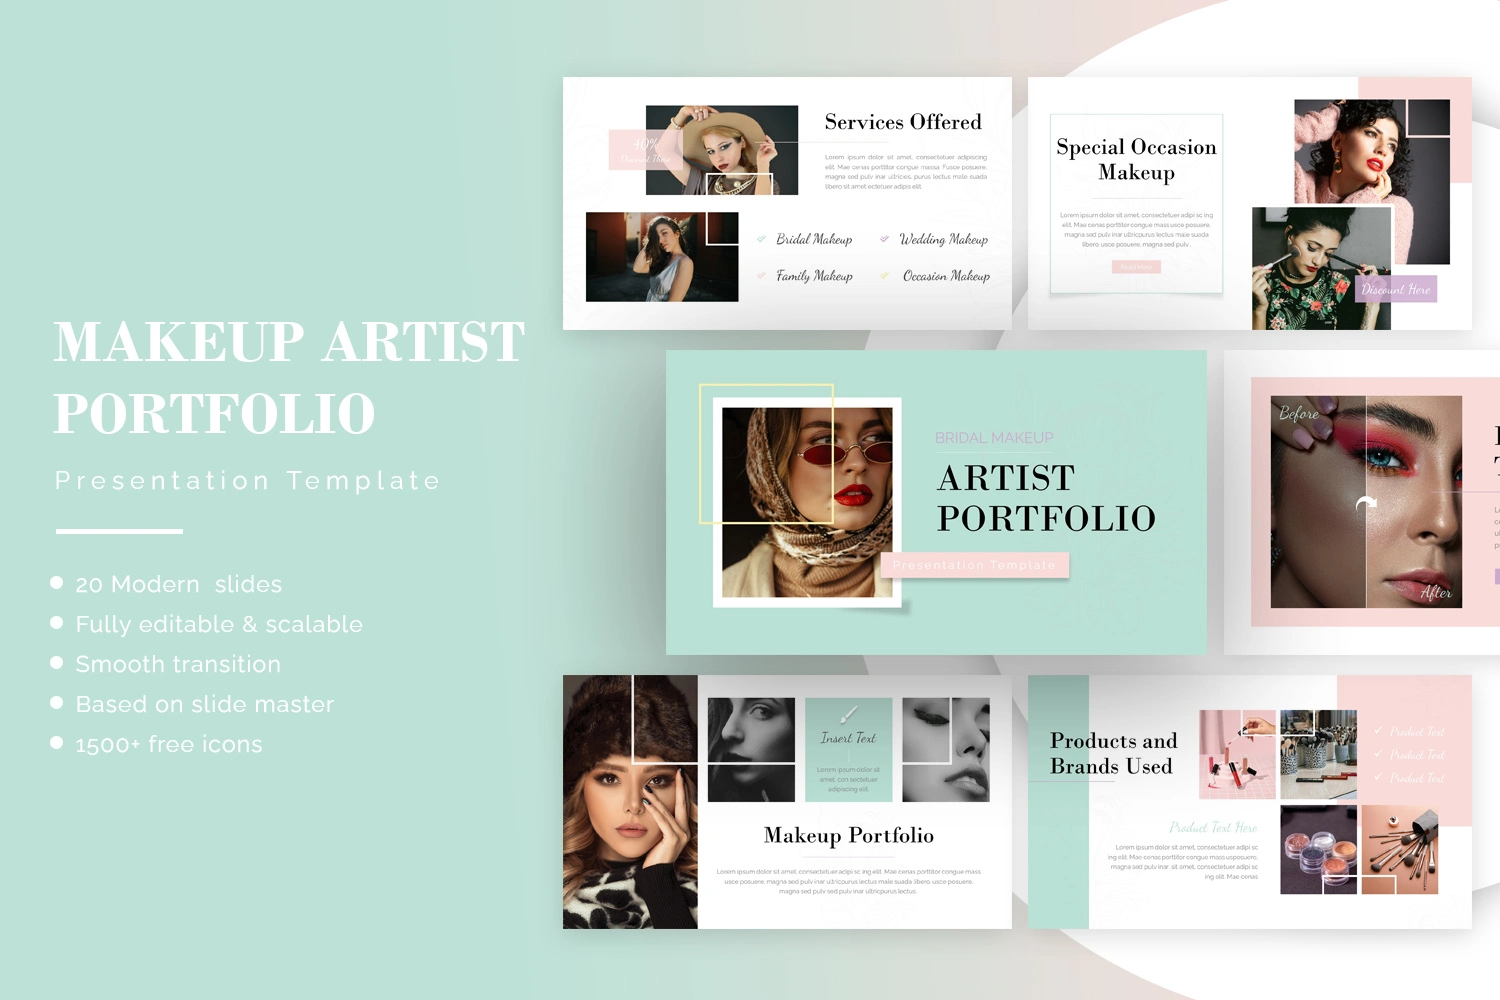 MAKEUP ARTIST
PORTFOLIO
Presentation Template
20 Modern slides
Fully editable & scalable
Smooth transition
Based on slide master
1500+ free icons
40%
Discount Here
Services Offered
Lorem ipsum dolor sit amet, consectetuer adipiscing
elit. Mae cenas porttitor congue massa. Fusce posuere,
magna sed pulv inar ultricies, purus lectus male suada
libero sit amet ectetuer adipis elit.
Bridal Makeup
Wedding Makeup
Family Makeup
Occasion Makeup
Special Occasion
Makeup
Lorem ipsum dolor sit amet, consectetuer adipi sc ing
elit. Mae cenas porttitor congue mass posuere,
magna sed pulv inar ultricipurus lectus male suada
libero usce posuere, magna sed pulv.
Read More
Discount Here
BRIDAL MAKEUP
ARTIST
PORTFOLIO
Presentation Template
Before
After
Insert Text
Lorem ipsum dolor sit
amet, con sectetuer
adipiscing elit.
Makeup Portfolio
Lorem ipsum dolor sit amet, consectetuer adipi sc ing elit. Mae cenas porttitor congue mass
usce posuere, magna sed pulv inar ultricies lectus male suada libero usce posuere,
magna sed pulv inar ultricipurus lectus.
Products and
Brands Used
Product Text
Product Text
Product Text
Product Text Here
Lorem ipsum dolor sit amet, consectetuer adipi sc
ing elit. Mae cenas porttitor congue mass usposuere,
magna sed pulv inar. sit amet, consectetuer adipi sc
ing elit. Mae cenas